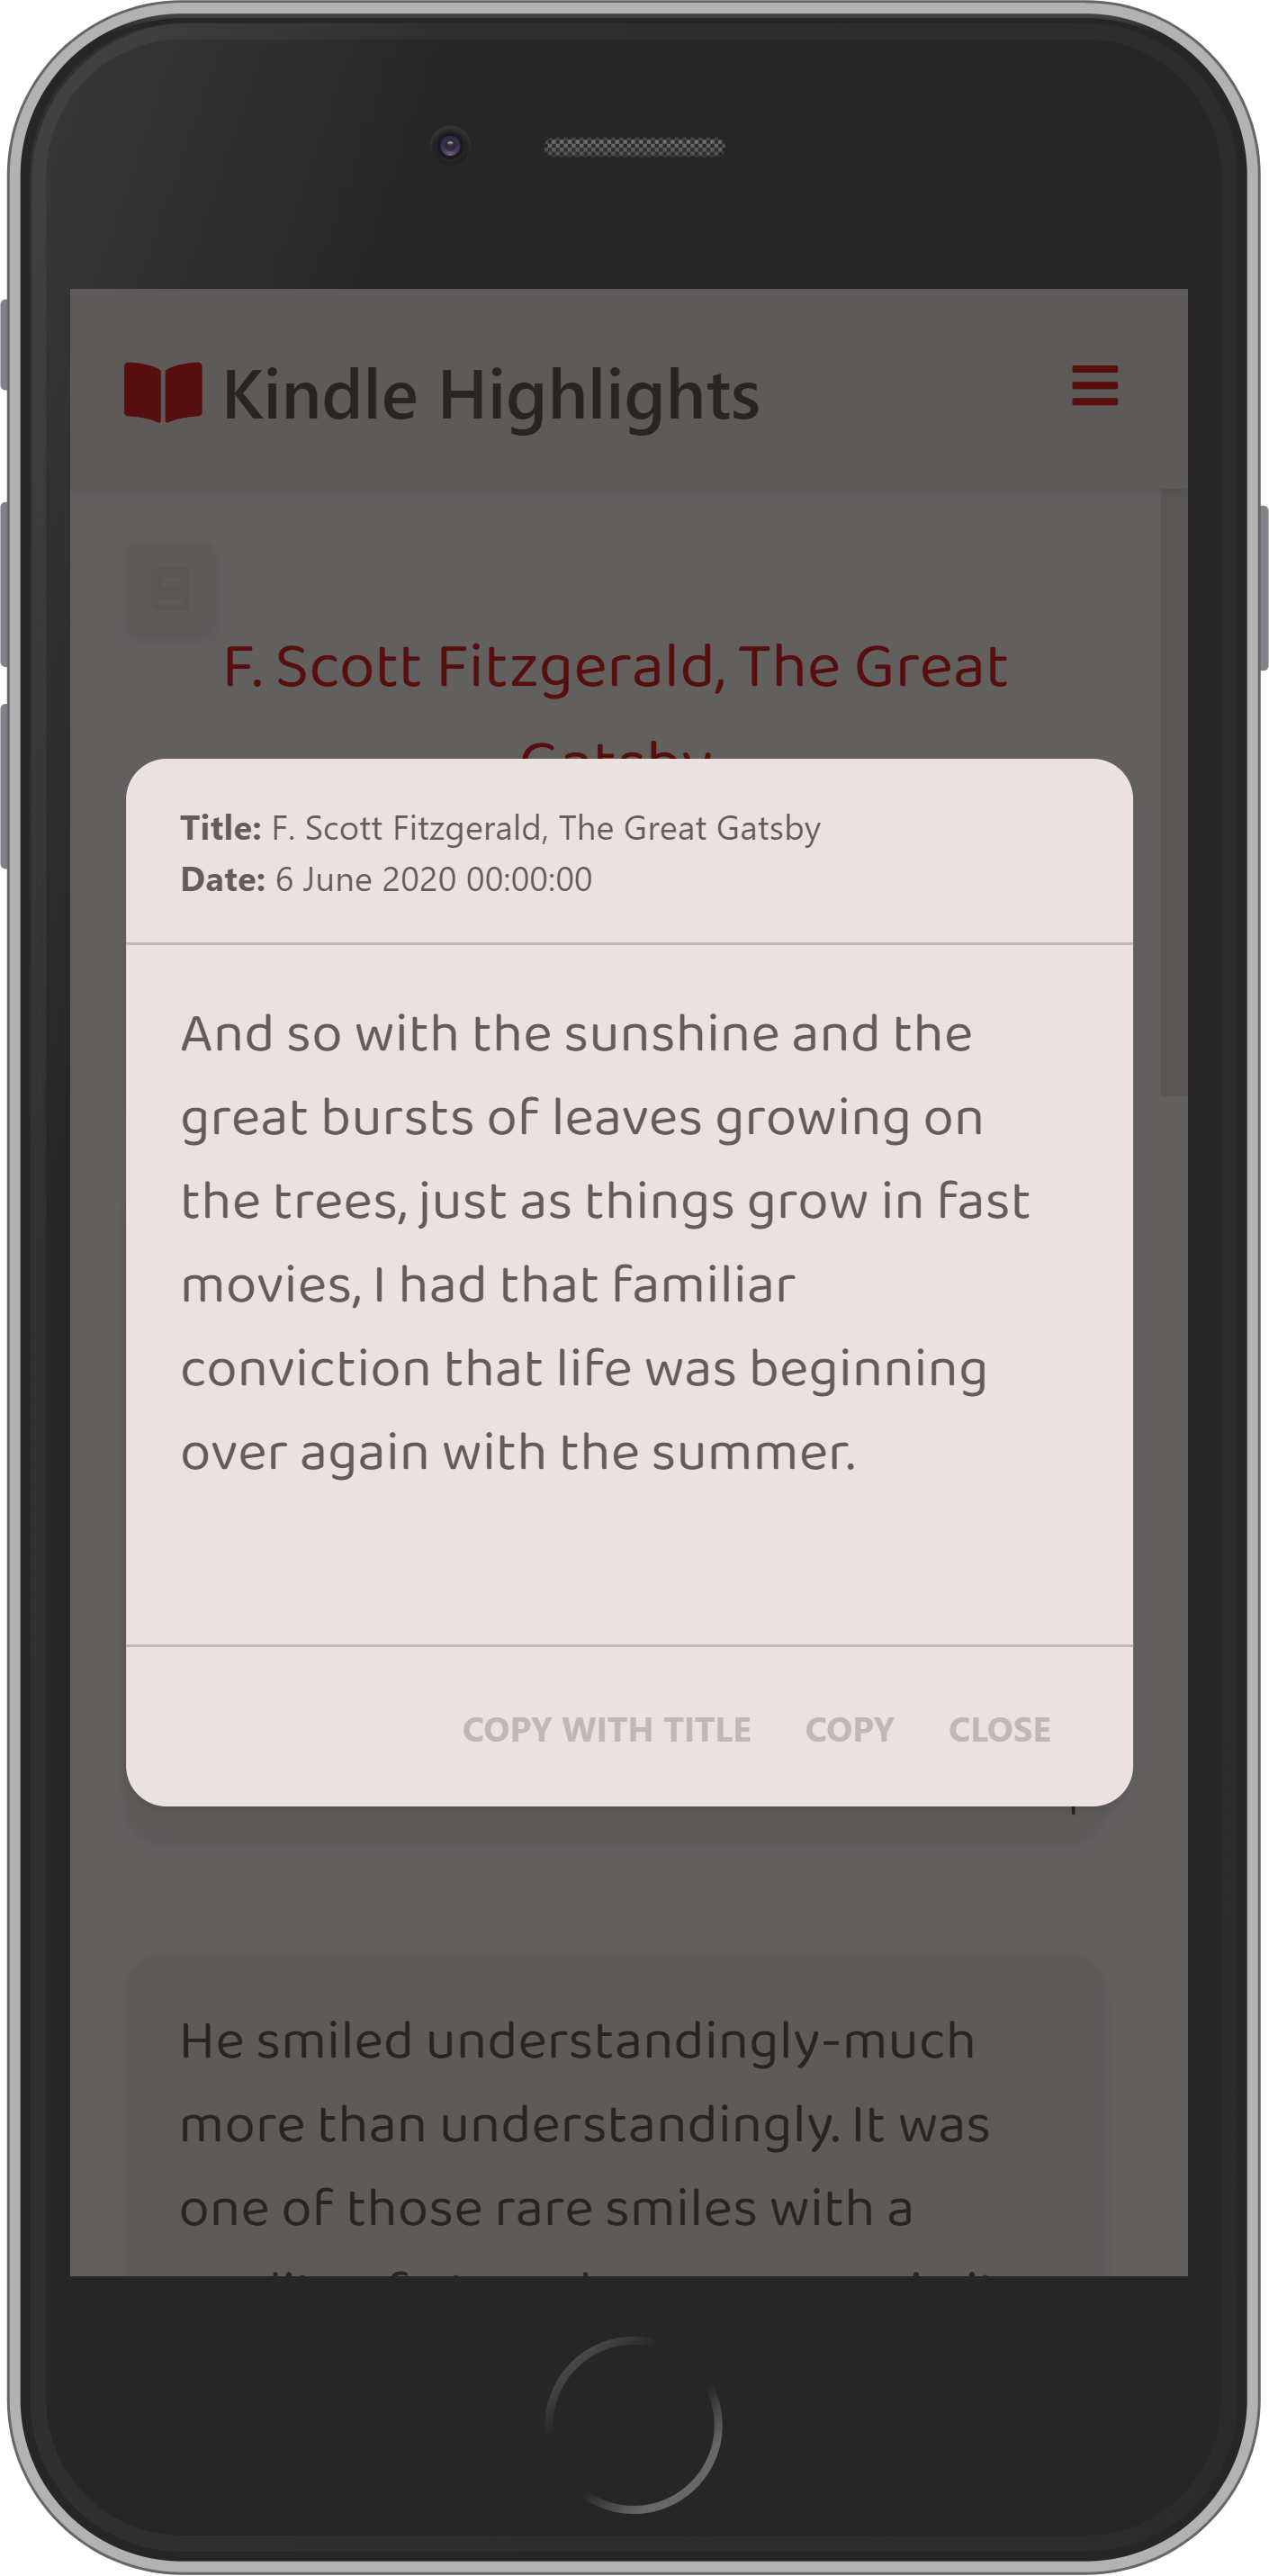 Kindle Highlights
F. Scott Fitzgerald, The Great
Gatsby
Title: F. Scott Fitzgerald, The Great Gatsby
Date: 6 June 2020 00:00:00
And so with the sunshine and the
great bursts of leaves growing on
the trees, just as things grow in fast
movies, I had that familiar
conviction that life was beginning
over again with the summer.
COPY WITH TITLE COPY CLOSE
He smiled understandingly-much
more than understandingly. It was
one of those rare smiles with a